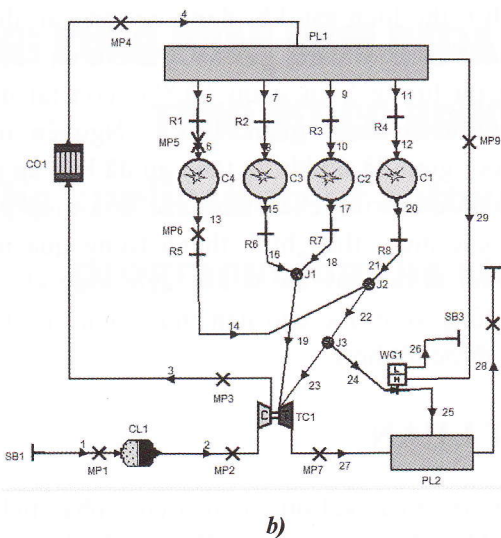 4
MP4
PL1
5 7 9 11
R1 R2 R3 R4
MP5
6 8 10 12
MP9
CO1
C4 C3 C2 C1
29
13 15 17 20
MP6
R5 R6 R7 R8
16 18 21
J1 J2
14
22
19
J3
SB3
26
WG1
L
H
28
3
MP3
23
24
25
C T
TC1
CL1
SB1
1
MP1
2
MP2
MP7
27
PL2
b)